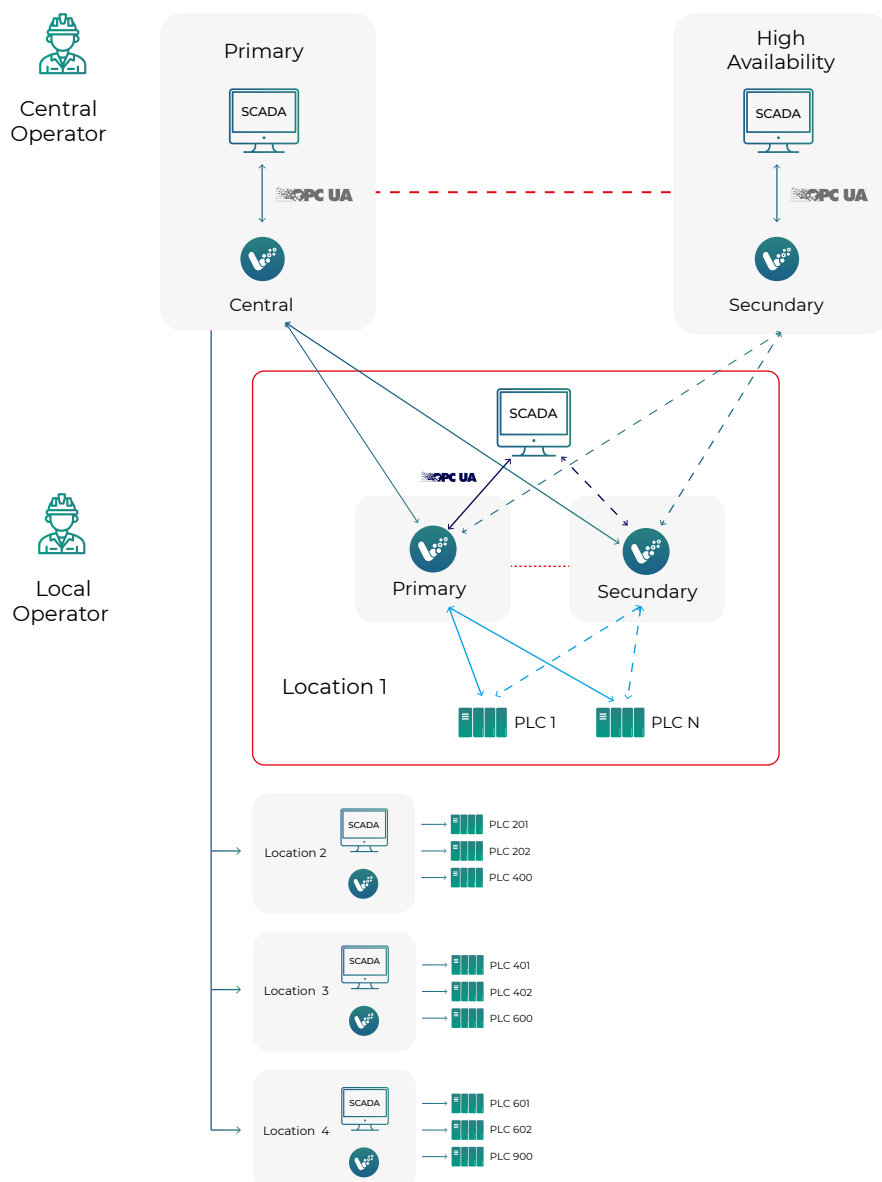 Central
Operator
Primary
SCADA
OPC UA
Central
High
Availability
SCADA
OPC UA
Secundary
Local
Operator
SCADA
OPC UA
Primary
Secundary
Location 1
PLC 1
PLC N
Location 2
SCADA
PLC 201
PLC 202
PLC 400
Location 3
SCADA
PLC 401
PLC 402
PLC 600
Location 4
SCADA
PLC 601
PLC 602
PLC 900